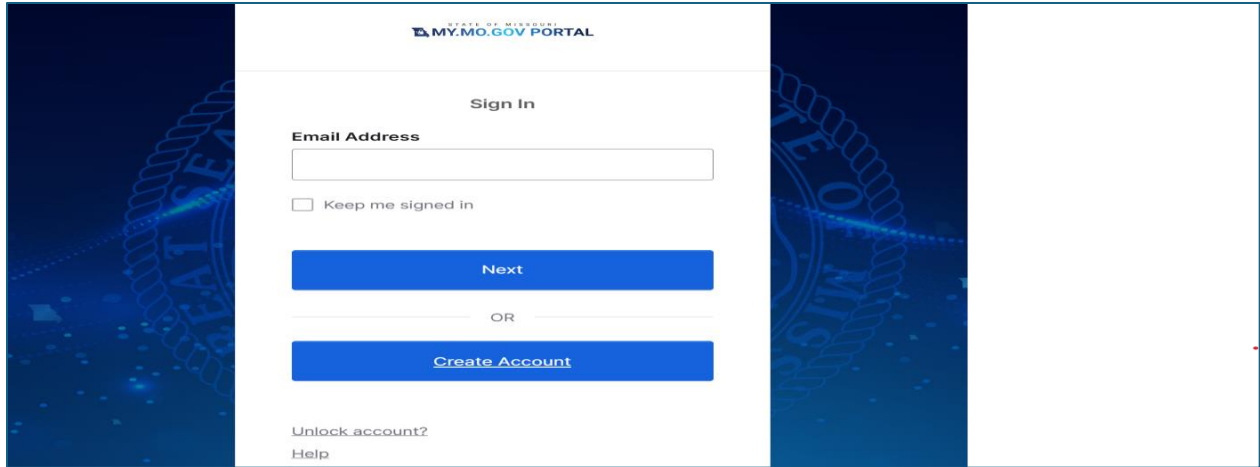 STATE OF MISSOURI
MY.MO.GOV PORTAL
Sign In
Email Address
Keep me signed in
Next
OR
Create Account
Unlock account?
Help